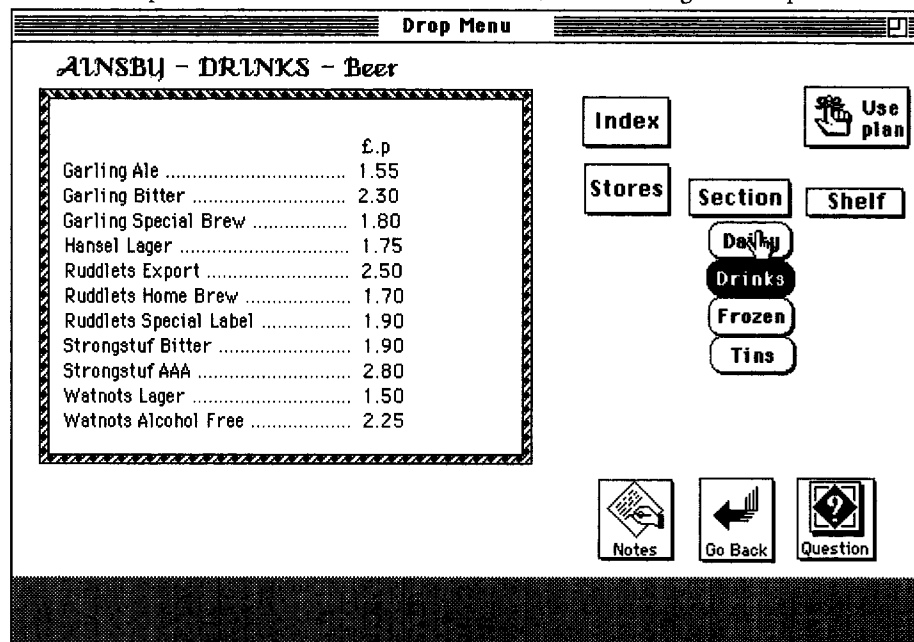 Drop Menu
AINSBY - DRINKS - Beer
£.p
Garling Ale ................................ 1.55
Garling Bitter ............................. 2.30
Garling Special Brew ................. 1.80
Hansel Lager .............................. 1.75
Ruddlets Export ......................... 2.50
Ruddlets Home Brew ................... 1.70
Ruddlets Special Label ................ 1.90
Strongstuf Bitter ........................ 1.90
Strongstuf AAA ........................... 2.80
Watnots Lager ............................ 1.50
Watnots Alcohol Free .................. 2.25
Index
Use
plan
Stores
Section
Shelf
Drinks
Frozen
Tins
Notes
Go Back
Question